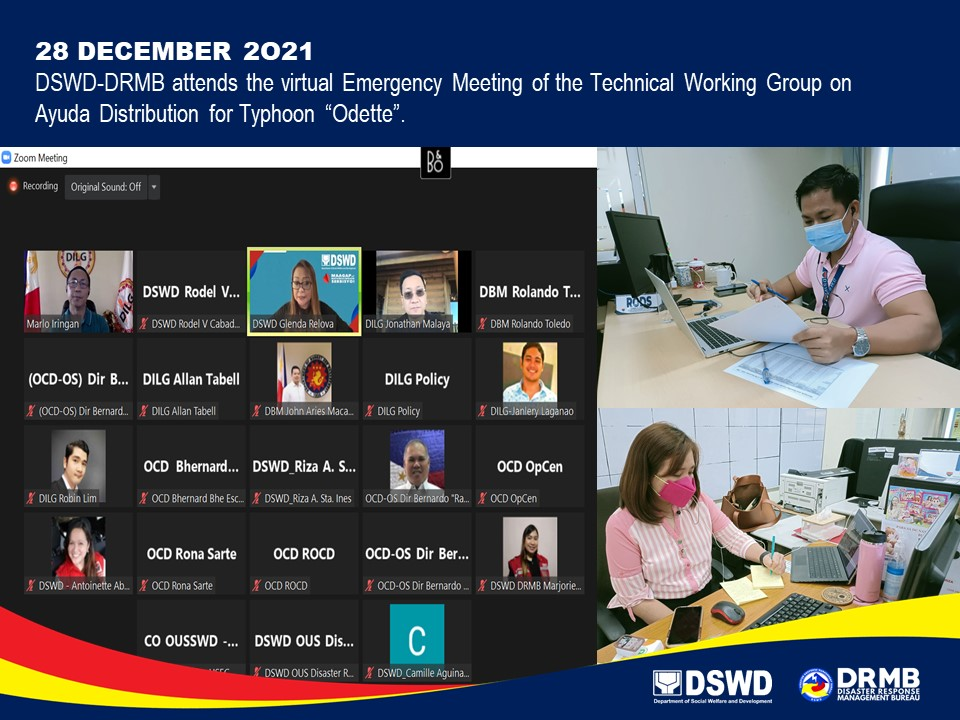 28 DECEMBER 2021
DSWD-DRMB attends the virtual Emergency Meeting of the Technical Working Group on
Ayuda Distribution for Typhoon “Odette”.
Zoom Meeting
B&O
Recording
Original Sound: Off
DILG
DSWD
MAAGAP AT
Marlo Iringan
DSWD Rodel V...
DSWD Rodel V Cabad...
DSWD Glenda Relova
DILG Jonathan Malaya
DBM Rolando T...
DBM Rolando Toledo
(OCD-OS) Dir B...
(OCD-OS) Dir Bernard...
DILG Allan Tabell
DILG Allan Tabell
DBM John Aries Maca...
DILG Policy
DILG Policy
DILG-Janlery Laganao
DILG Robin Lim
OCD Bhernard...
OCD Bhernard Bhe Esc...
DSWD_Riza A. S...
DSWD_Riza A. Sta. Ines
OCD-OS Dir Bernardo "Ra...
OCD OpCen
OCD OpCen
DSWD - Antoinette Ab...
OCD Rona Sarte
OCD Rona Sarte
OCD ROCD
OCD ROCD
OCD-OS Dir Ber...
OCD-OS Dir Bernardo ...
DSWD DRMB Marjorie...
CO OUSSWD -...
DSWD OUS Dis...
DSWD OUS Disaster R...
C
DSWD_Camille Aguina...
RODS
DSWD
Department of Social Welfare and Development
DRMB
DISASTER RESPONSE
MANAGEMENT BUREAU